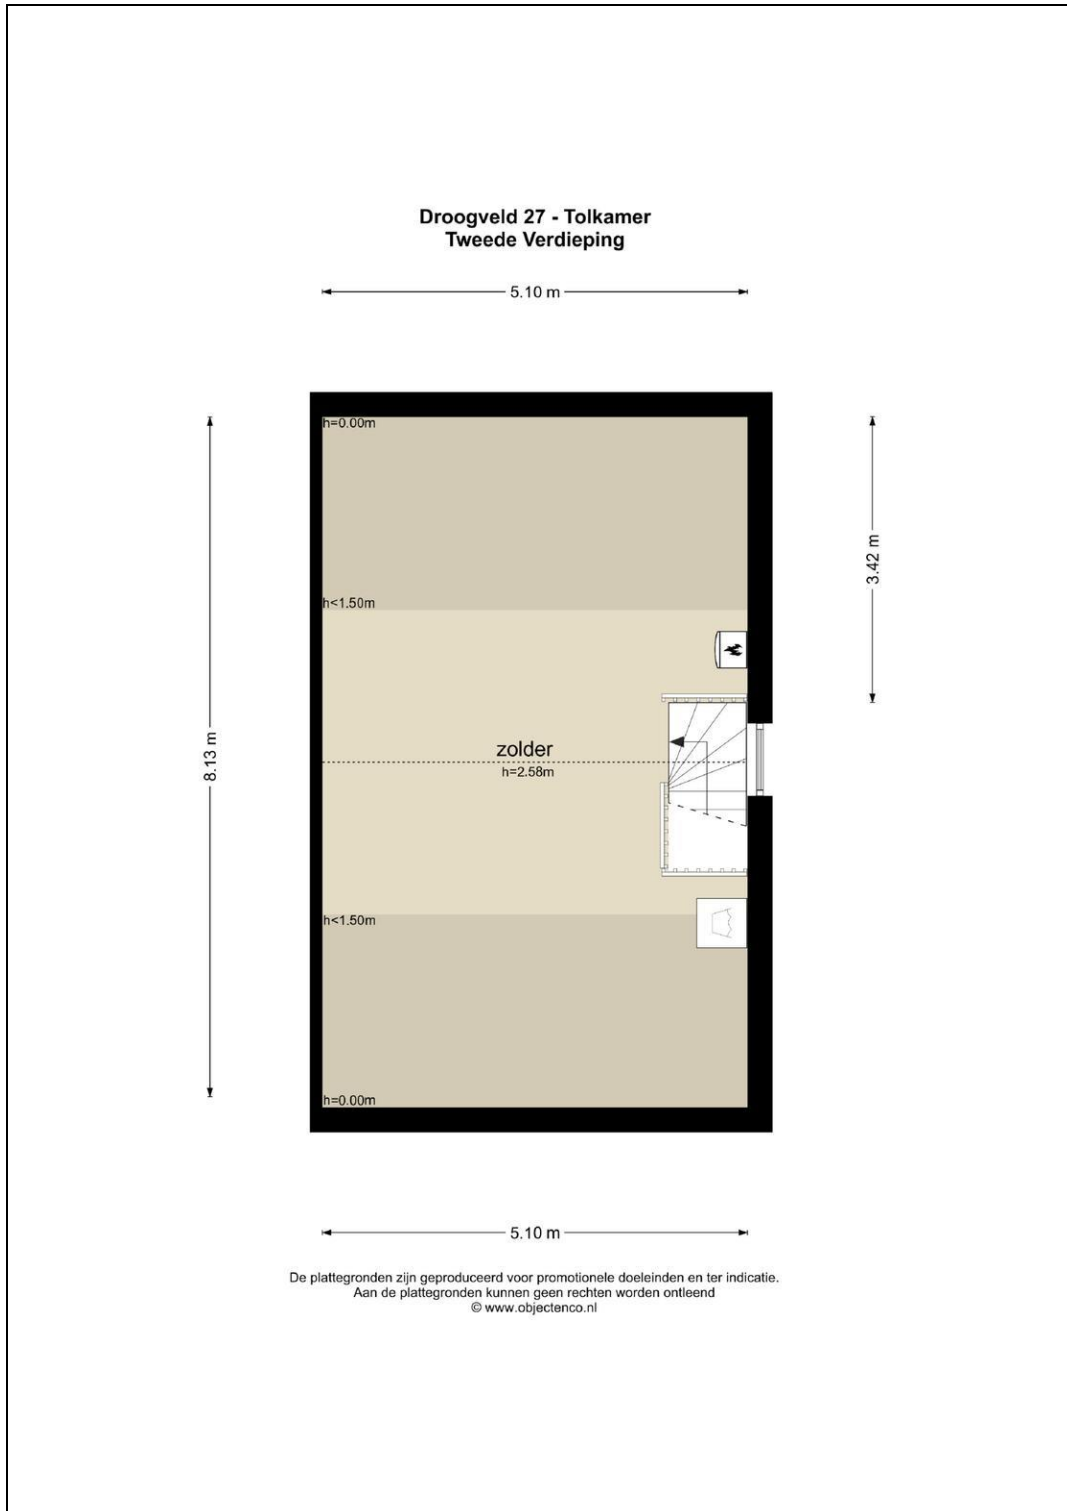 Droogveld 27 - Tolkamer
Tweede Verdieping
5.10 m
h=0.00m
3.42 m
h<1.50m
8.13 m
zolder
h=2.58m
h<1.50m
h=0.00m
5.10 m
De plattegronden zijn geproduceerd voor promotionele doeleinden en ter indicatie.
Aan de plattegronden kunnen geen rechten worden ontleend
© www.objectenco.nl